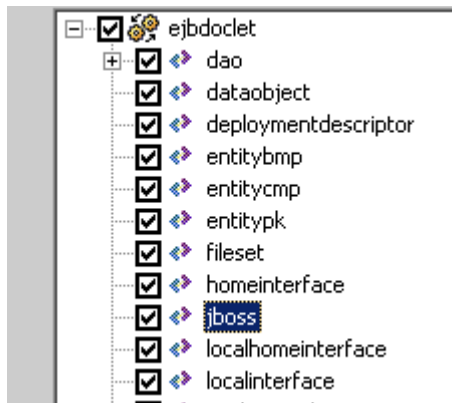 ejbdoclet
dao
dataobject
deploymentdescriptor
entitybmp
entitycmp
entitypk
fileset
homeinterface
jboss
localhomeinterface
localinterface